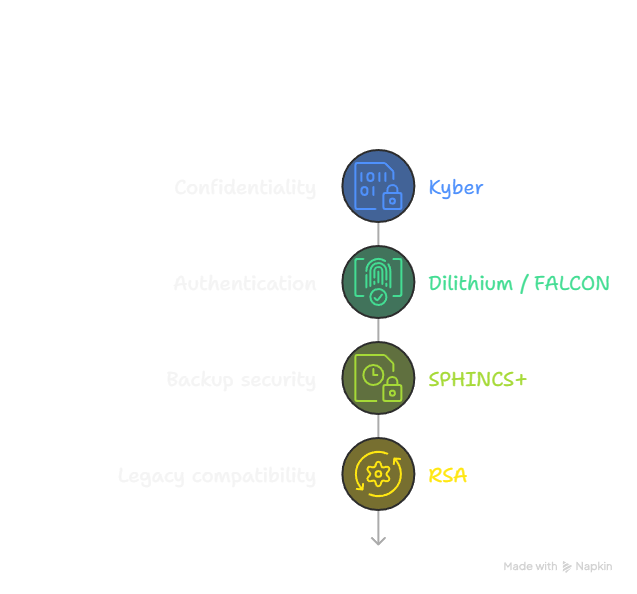 Confidentiality Kyber
Authentication Dilithium / FALCON
Backup security SPHINCS+
Legacy compatibility RSA
Made with Napkin